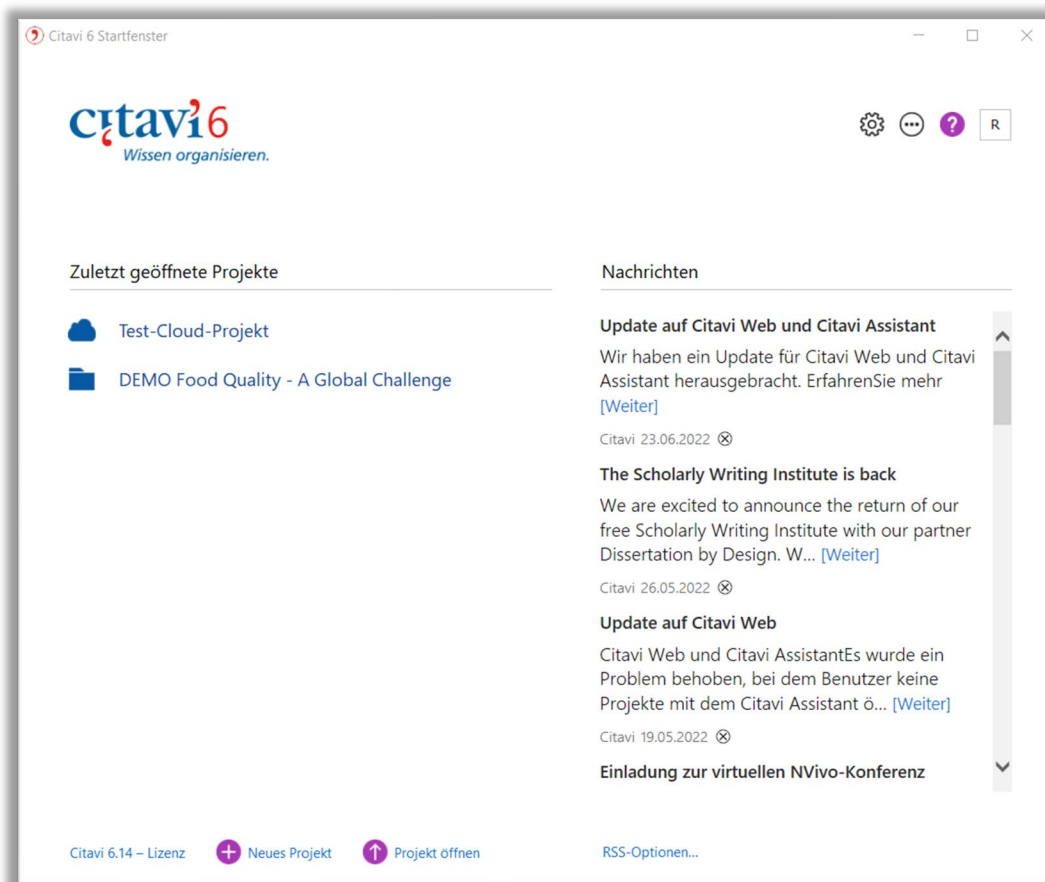 Citavi 6 Startfenster
citavi 6
Wissen organisieren.
R
Zuletzt geöffnete Projekte
Test-Cloud-Projekt
DEMO Food Quality - A Global Challenge
Nachrichten
Update auf Citavi Web und Citavi Assistant
Wir haben ein Update für Citavi Web und Citavi
Assistant herausgebracht. ErfahrenSie mehr
[Weiter]
Citavi 23.06.2022
The Scholarly Writing Institute is back
We are excited to announce the return of our
free Scholarly Writing Institute with our partner
Dissertation by Design. W... [Weiter]
Citavi 26.05.2022
Update auf Citavi Web
Citavi Web und Citavi AssistantEs wurde ein
Problem behoben, bei dem Benutzer keine
Projekte mit dem Citavi Assistant ö... [Weiter]
Citavi 19.05.2022
Einladung zur virtuellen NVivo-Konferenz
Citavi 6.14 – Lizenz
Neues Projekt
Projekt öffnen
RSS-Optionen...